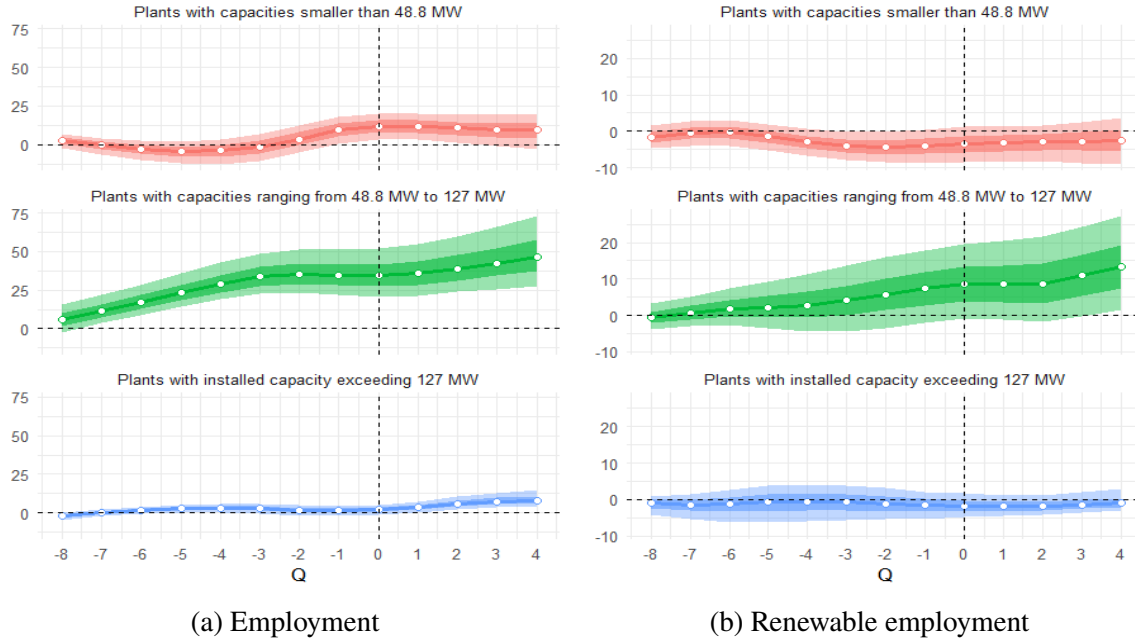 Plants with capacities smaller than 48.8 MW
75
50
25
0
Plants with capacities ranging from 48.8 MW to 127 MW
75
50
25
0
Plants with installed capacity exceeding 127 MW
75
50
25
0
-8 -7 -6 -5 -4 -3 -2 -1 0 1 2 3 4
Q
(a) Employment
Plants with capacities smaller than 48.8 MW
20
10
0
-10
Plants with capacities ranging from 48.8 MW to 127 MW
20
10
0
-10
Plants with installed capacity exceeding 127 MW
20
10
0
-10
-8 -7 -6 -5 -4 -3 -2 -1 0 1 2 3 4
Q
(b) Renewable employment